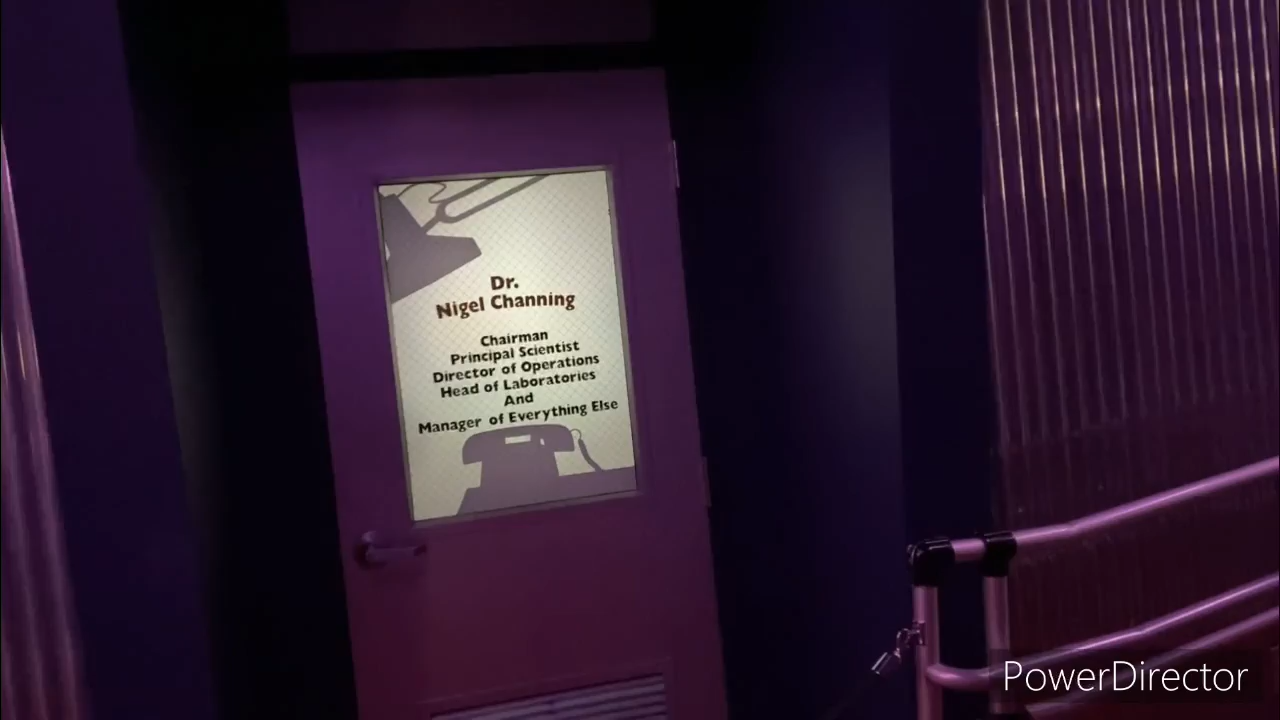 Dr.
Nigel Channing
Chairman
Principal Scientist
Director of Operations
Head of Laboratories
And
Manager of Everything Else
PowerDirector